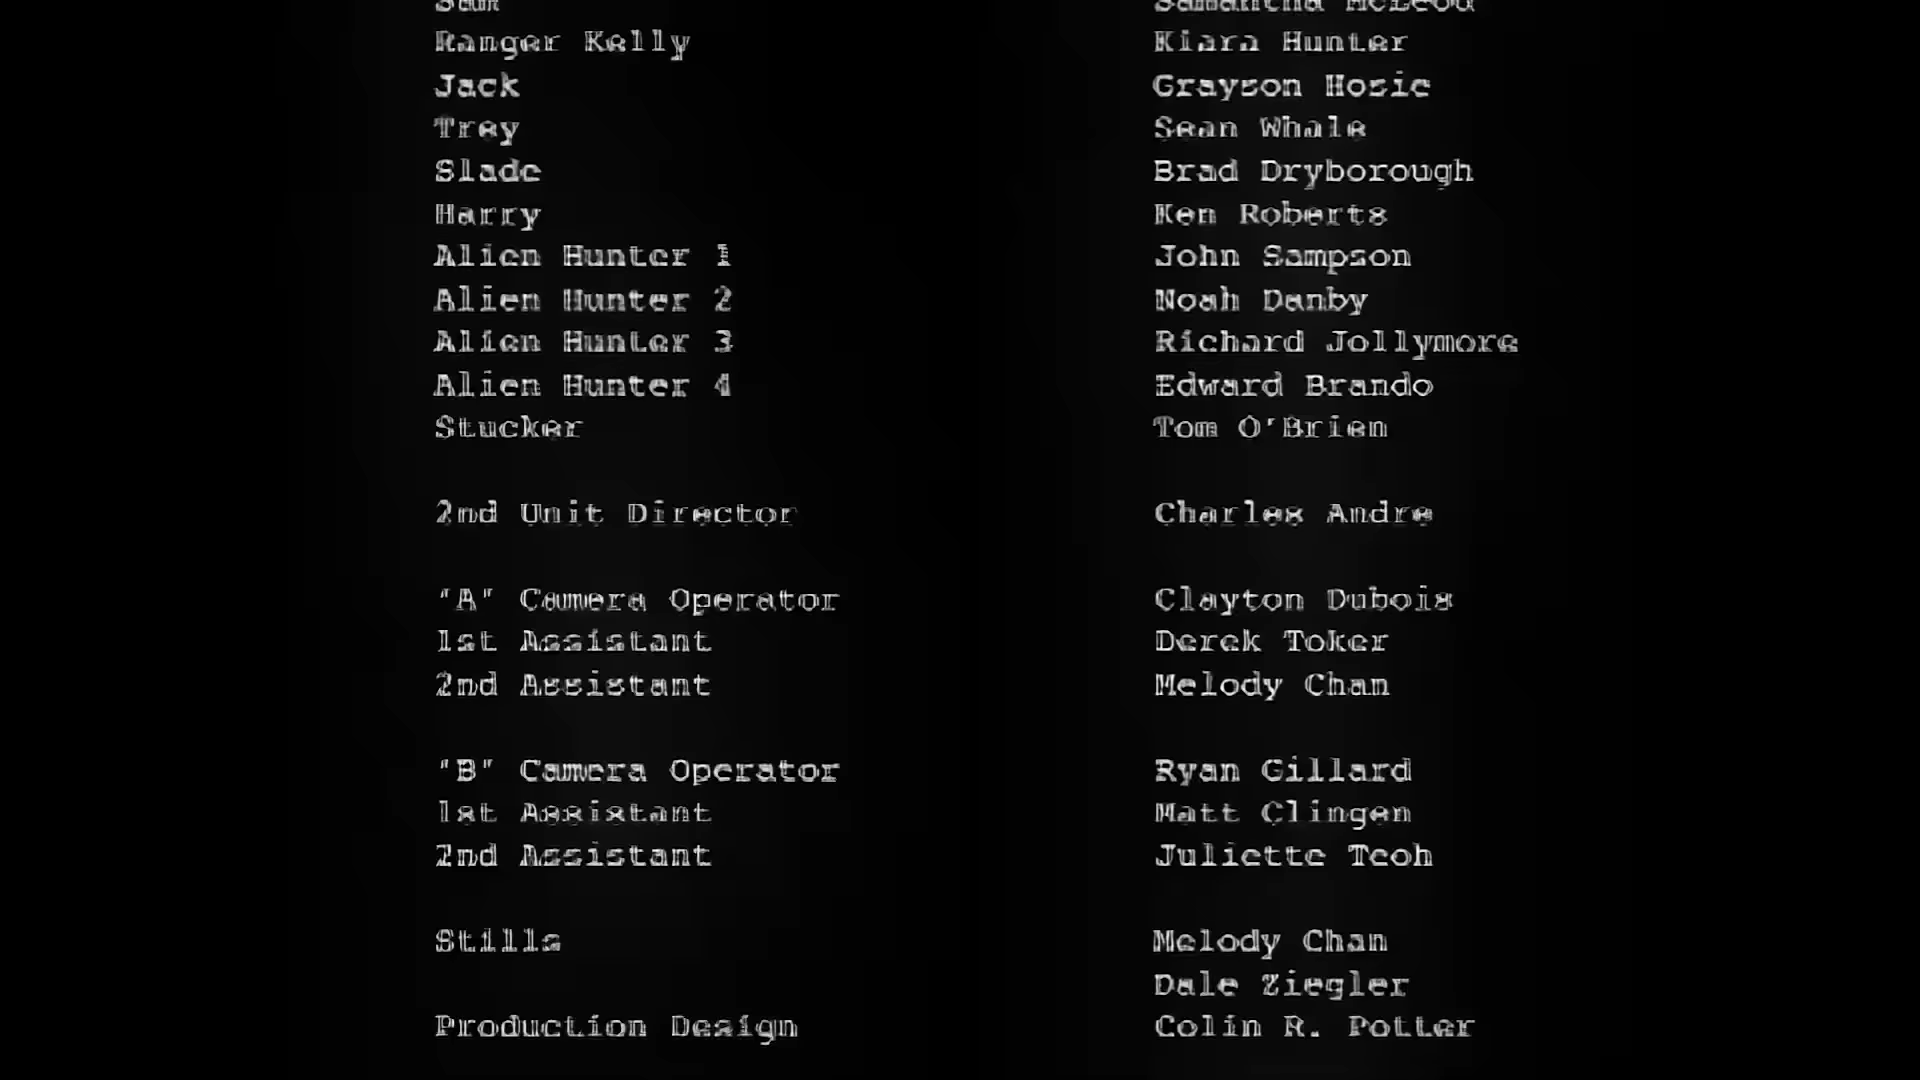 Sam Samantha McLeod
Ranger Kelly Kiara Hunter
Jack Grayson Hosie
Trey Sean Whale
Slade Brad Dryborough
Harry Ken Roberts
Alien Hunter 1 John Sampson
Alien Hunter 2 Noah Danby
Alien Hunter 3 Richard Jollymore
Alien Hunter 4 Edward Brando
Stucker Tom O'Brien
2nd Unit Director Charles Andre
"A" Camera Operator Clayton Dubois
1st Assistant Derek Toker
2nd Assistant Melody Chan
"B" Camera Operator Ryan Gillard
1st Assistant Matt Clingen
2nd Assistant Juliette Teoh
Stills Melody Chan
Dale Ziegler
Production Design Colin R. Potter